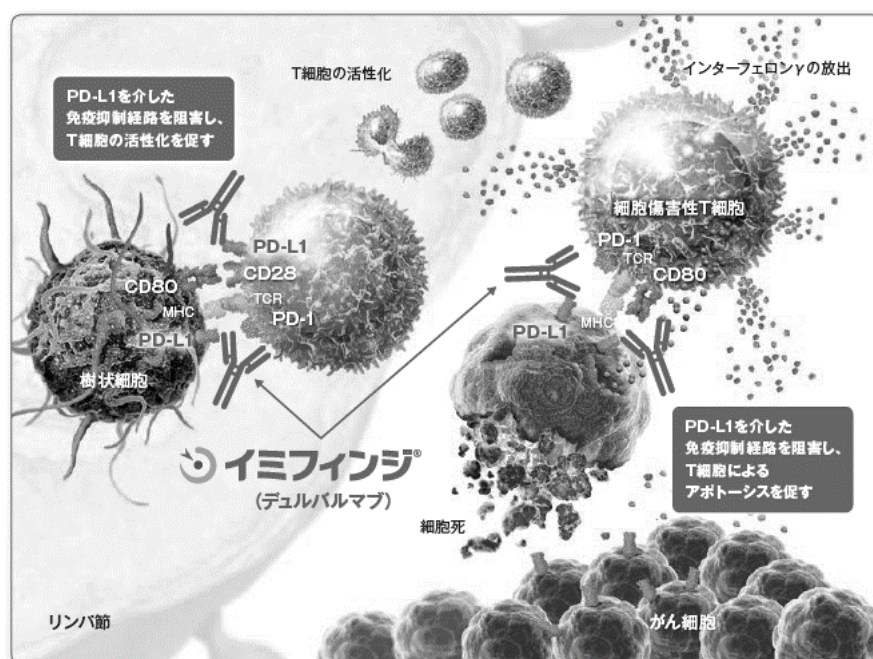 T細胞の活性化
インターフェロンγの放出
PD-L1を介した
免疫抑制経路を阻害し、
T細胞の活性化を促す
細胞傷害性T細胞
PD-L1
PD-1
TCR
CD28
CD80
CD80
TCR
MHC
PD-1
PD-L1
MHC
PD-L1
樹状細胞
PD-L1を介した
免疫抑制経路を阻害し、
T細胞による
アポトーシスを促す
イミフィンジ®
(デュルバルマブ)
細胞死
リンパ節
がん細胞